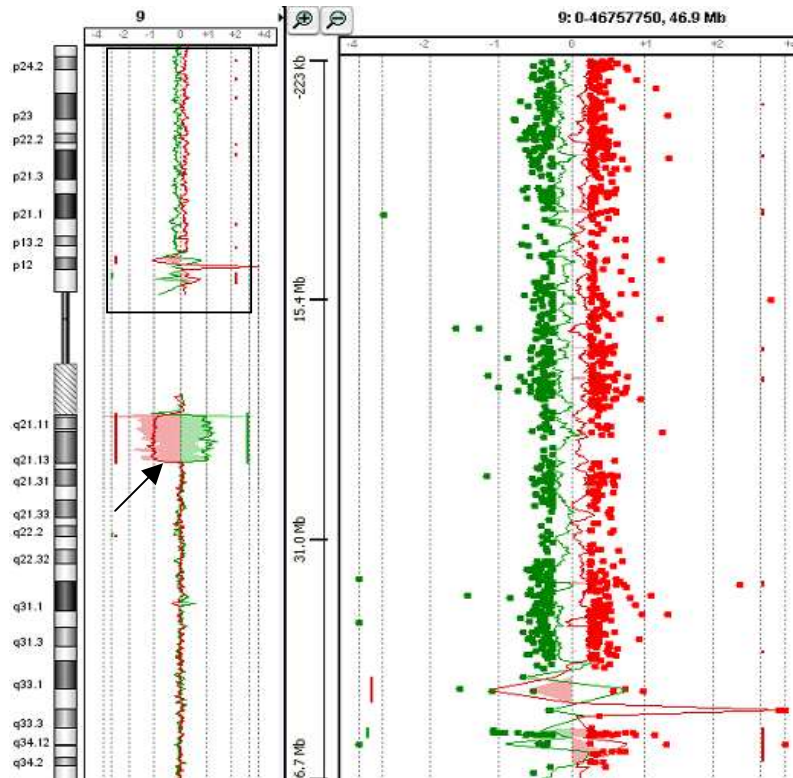 9
-4 -2 -1 0 +1 +2 +4
p24.2
p23
p22.2
p21.3
p21.1
p13.2
p12
q21.11
q21.13
q21.31
q21.33
q22.2
q22.32
q31.1
q31.3
q33.1
q33.3
q34.12
q34.2
9: 0-46757750, 46.9 Mb
-4 -2 -1 0 +1 +2
-223 Kb
15.4 Mb
31.0 Mb
6.7 Mb